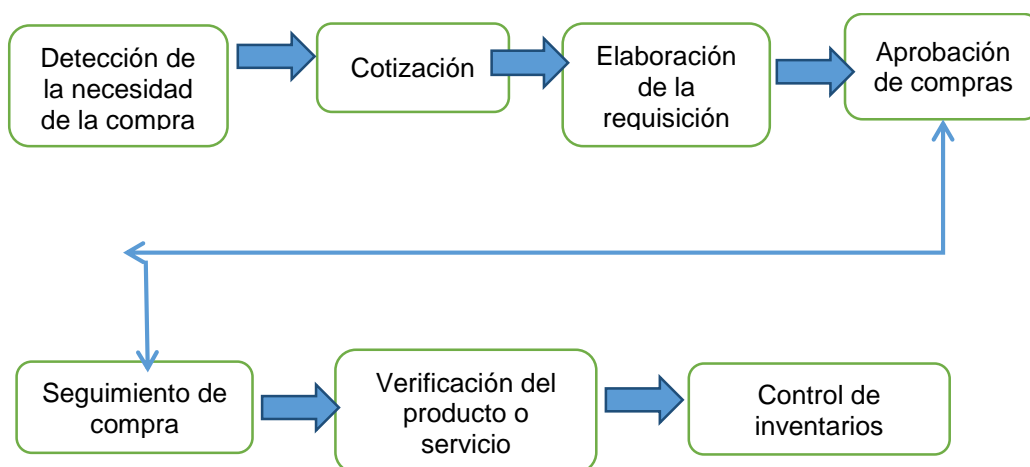 Detección de
la necesidad
de la compra
Cotización
Elaboración
de la
requisición
Aprobación
de compras
Seguimiento de
compra
Verificación del
producto o
servicio
Control de
inventarios